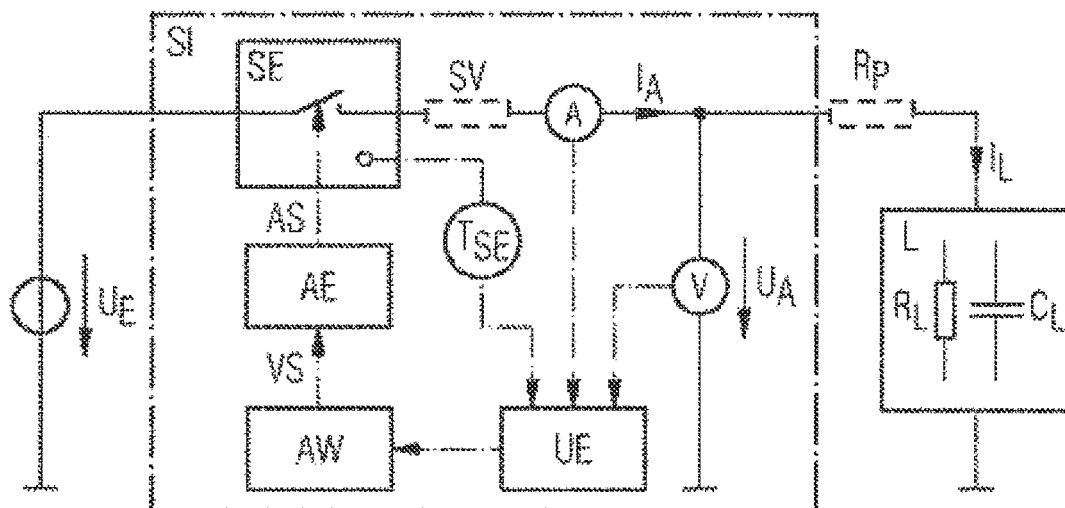 SI
SE
SV
I_A
R_P
A
I_L
AS
T_SE
L
U_E
AE
V
U_A
R_L
C_L
VS
AW
UE